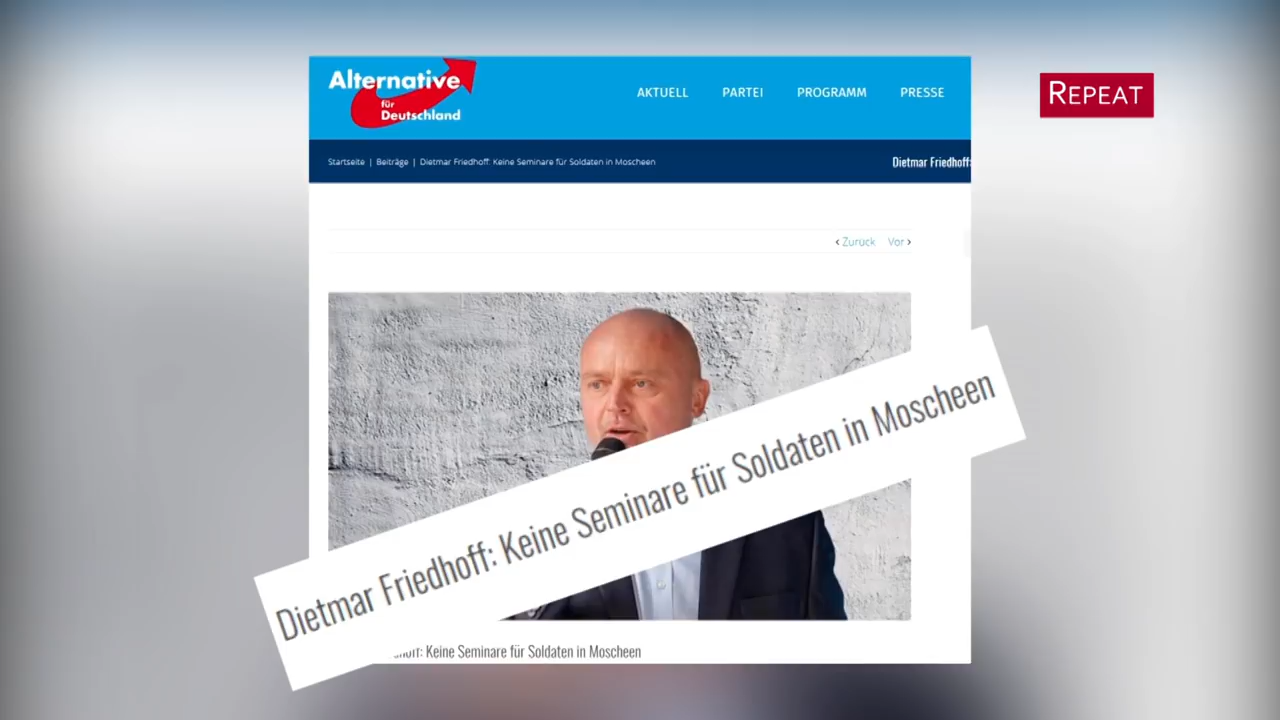 Alternative
für
Deutschland
AKTUELL PARTEI PROGRAMM PRESSE
REPEAT
Startseite | Beiträge | Dietmar Friedhoff: Keine Seminare für Soldaten in Moscheen
Dietmar Friedhoff:
‹ Zurück Vor ›
Dietmar Friedhoff: Keine Seminare für Soldaten in Moscheen
Keine Seminare für Soldaten in Moscheen